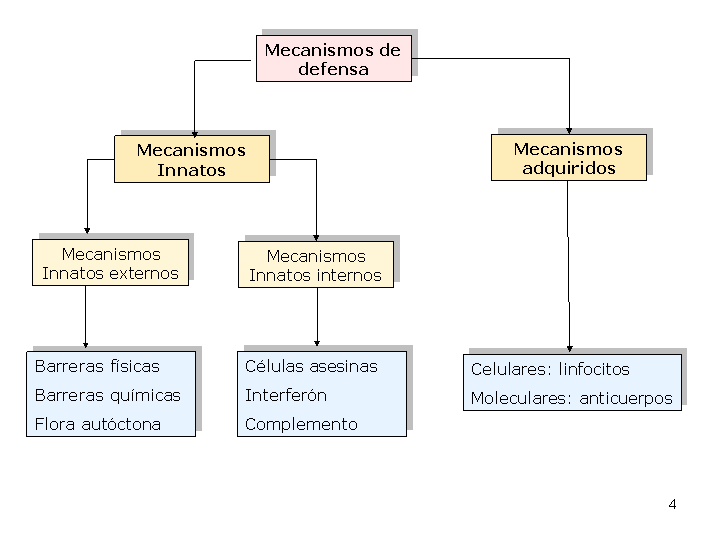 Mecanismos de
defensa
Mecanismos
Innatos
Mecanismos
adquiridos
Mecanismos
Innatos externos
Mecanismos
Innatos internos
Barreras físicas
Barreras químicas
Flora autóctona
Células asesinas
Interferón
Complemento
Celulares: linfocitos
Moleculares: anticuerpos
4